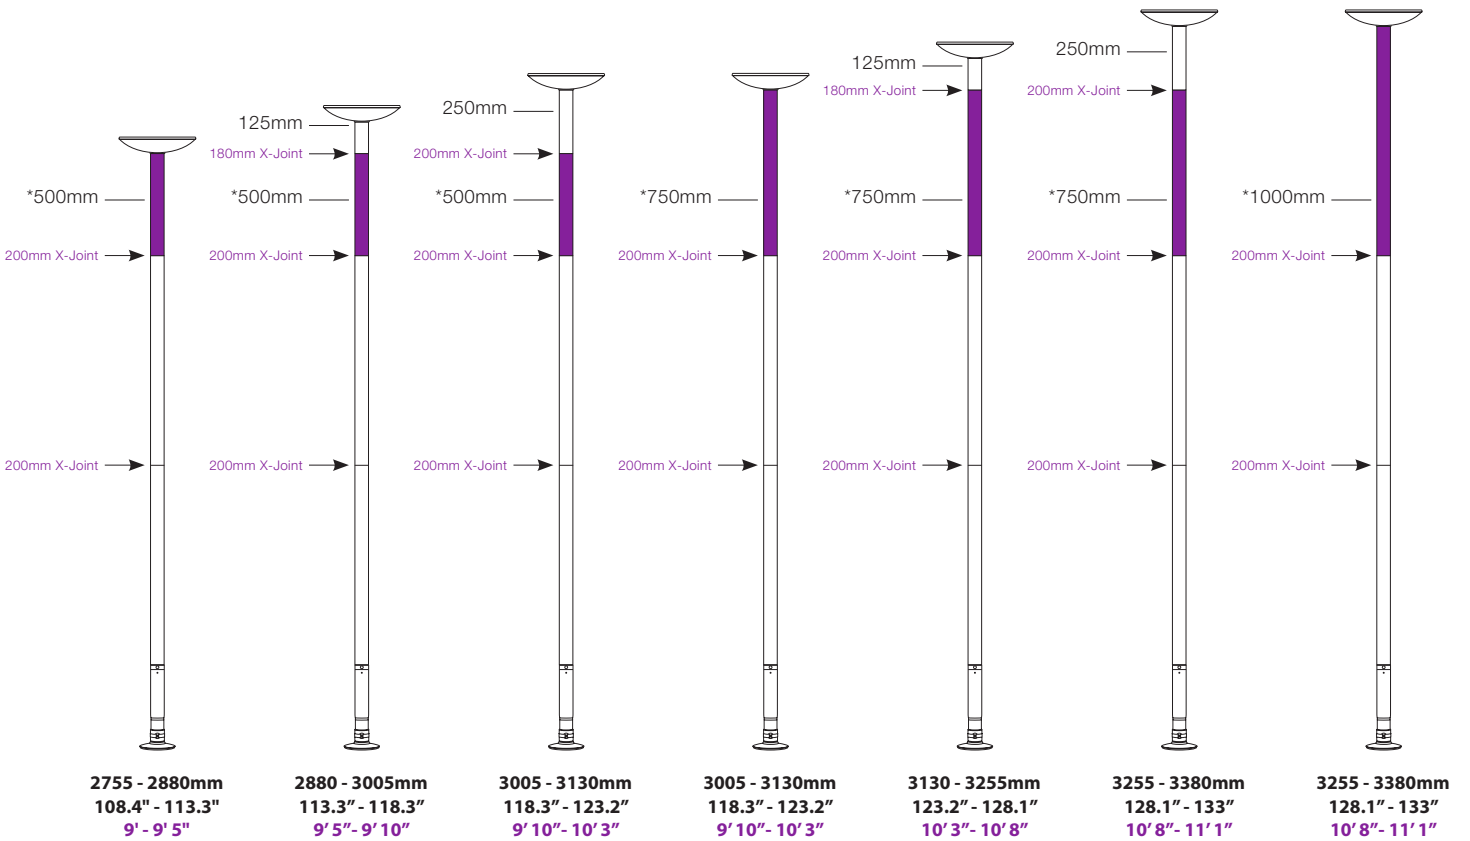 *500mm
200mm X-Joint
200mm X-Joint
2755 - 2880mm
108.4" - 113.3"
9' - 9' 5"
125mm
180mm X-Joint
*500mm
200mm X-Joint
200mm X-Joint
2880 - 3005mm
113.3” - 118.3”
9’ 5”- 9’ 10”
250mm
200mm X-Joint
*500mm
200mm X-Joint
200mm X-Joint
3005 - 3130mm
118.3” - 123.2”
9’ 10”- 10’ 3”
*750mm
200mm X-Joint
200mm X-Joint
3005 - 3130mm
118.3” - 123.2”
9’ 10”- 10’ 3”
125mm
180mm X-Joint
*750mm
200mm X-Joint
200mm X-Joint
3130 - 3255mm
123.2” - 128.1”
10’ 3”- 10’ 8”
250mm
200mm X-Joint
*750mm
200mm X-Joint
200mm X-Joint
3255 - 3380mm
128.1” - 133”
10’ 8”- 11’ 1”
*1000mm
200mm X-Joint
200mm X-Joint
3255 - 3380mm
128.1” - 133”
10’ 8”- 11’ 1”